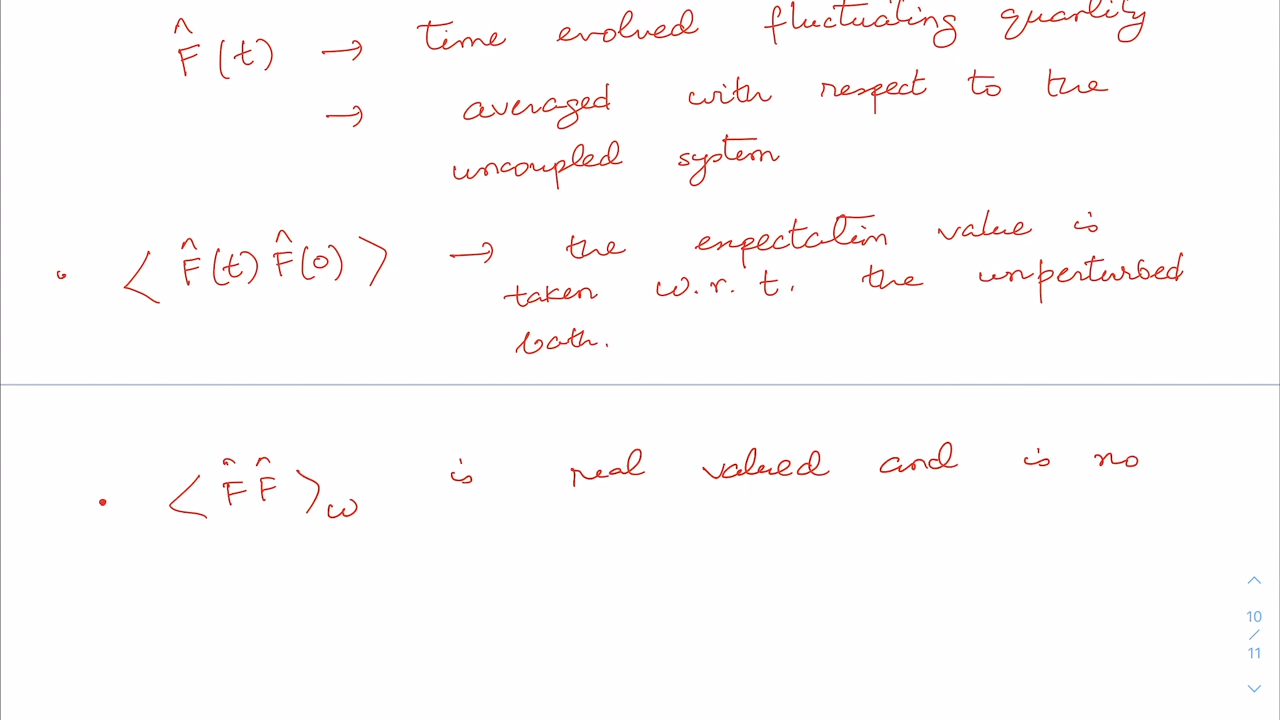 F̂(t) → time evolved fluctuating quantity
→ averaged with respect to the
uncoupled system
• ⟨F̂(t) F̂(0)⟩ → the expectation value is
taken w.r.t. the unperturbed
bath.
• ⟨F̂ F̂⟩_ω is real valued and is no
10
/
11